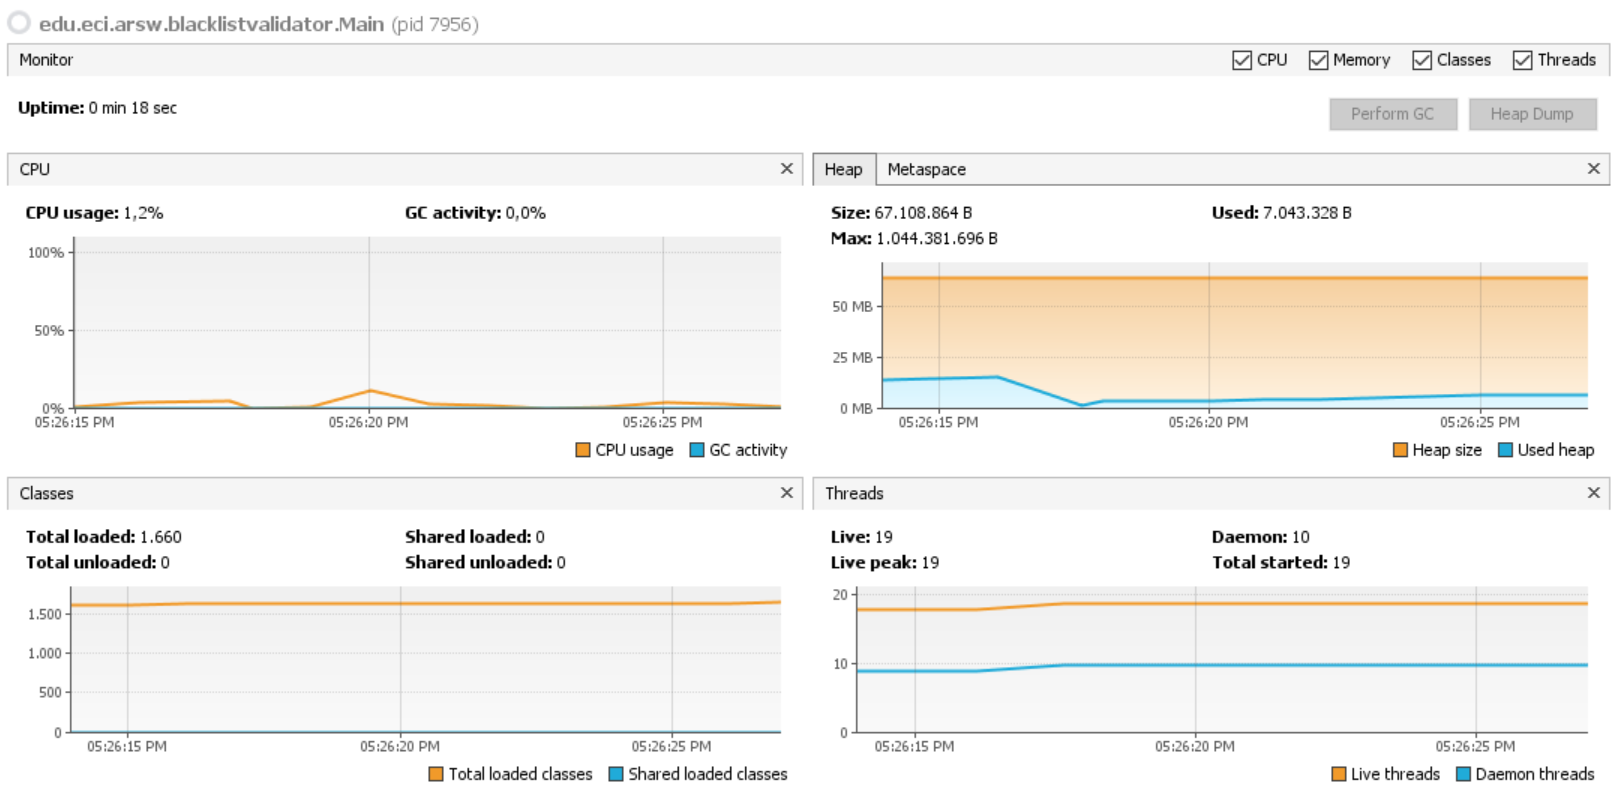 edu.eci.arsw.blacklistvalidator.Main (pid 7956)
Monitor
CPU Memory Classes Threads
Uptime: 0 min 18 sec
Perform GC Heap Dump
CPU
CPU usage: 1,2% GC activity: 0,0%
100%
50%
0%
05:26:15 PM 05:26:20 PM 05:26:25 PM
CPU usage GC activity
Heap Metaspace
Size: 67.108.864 B Used: 7.043.328 B
Max: 1.044.381.696 B
50 MB
25 MB
0 MB
05:26:15 PM 05:26:20 PM 05:26:25 PM
Heap size Used heap
Classes
Total loaded: 1.660 Shared loaded: 0
Total unloaded: 0 Shared unloaded: 0
1.500
1.000
500
0
05:26:15 PM 05:26:20 PM 05:26:25 PM
Total loaded classes Shared loaded classes
Threads
Live: 19 Daemon: 10
Live peak: 19 Total started: 19
20
10
0
05:26:15 PM 05:26:20 PM 05:26:25 PM
Live threads Daemon threads